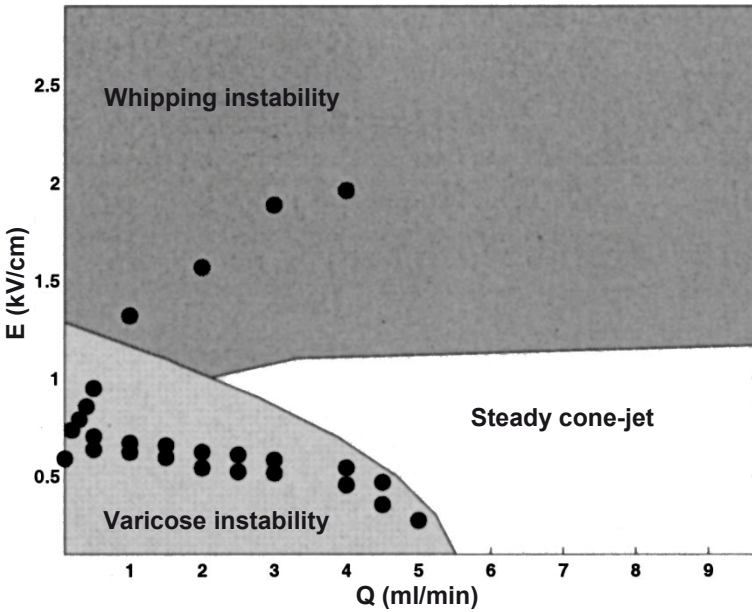 2.5
Whipping instability
2
1.5
E (kV/cm)
1
Steady cone-jet
0.5
Varicose instability
1 2 3 4 5 6 7 8 9
Q (ml/min)